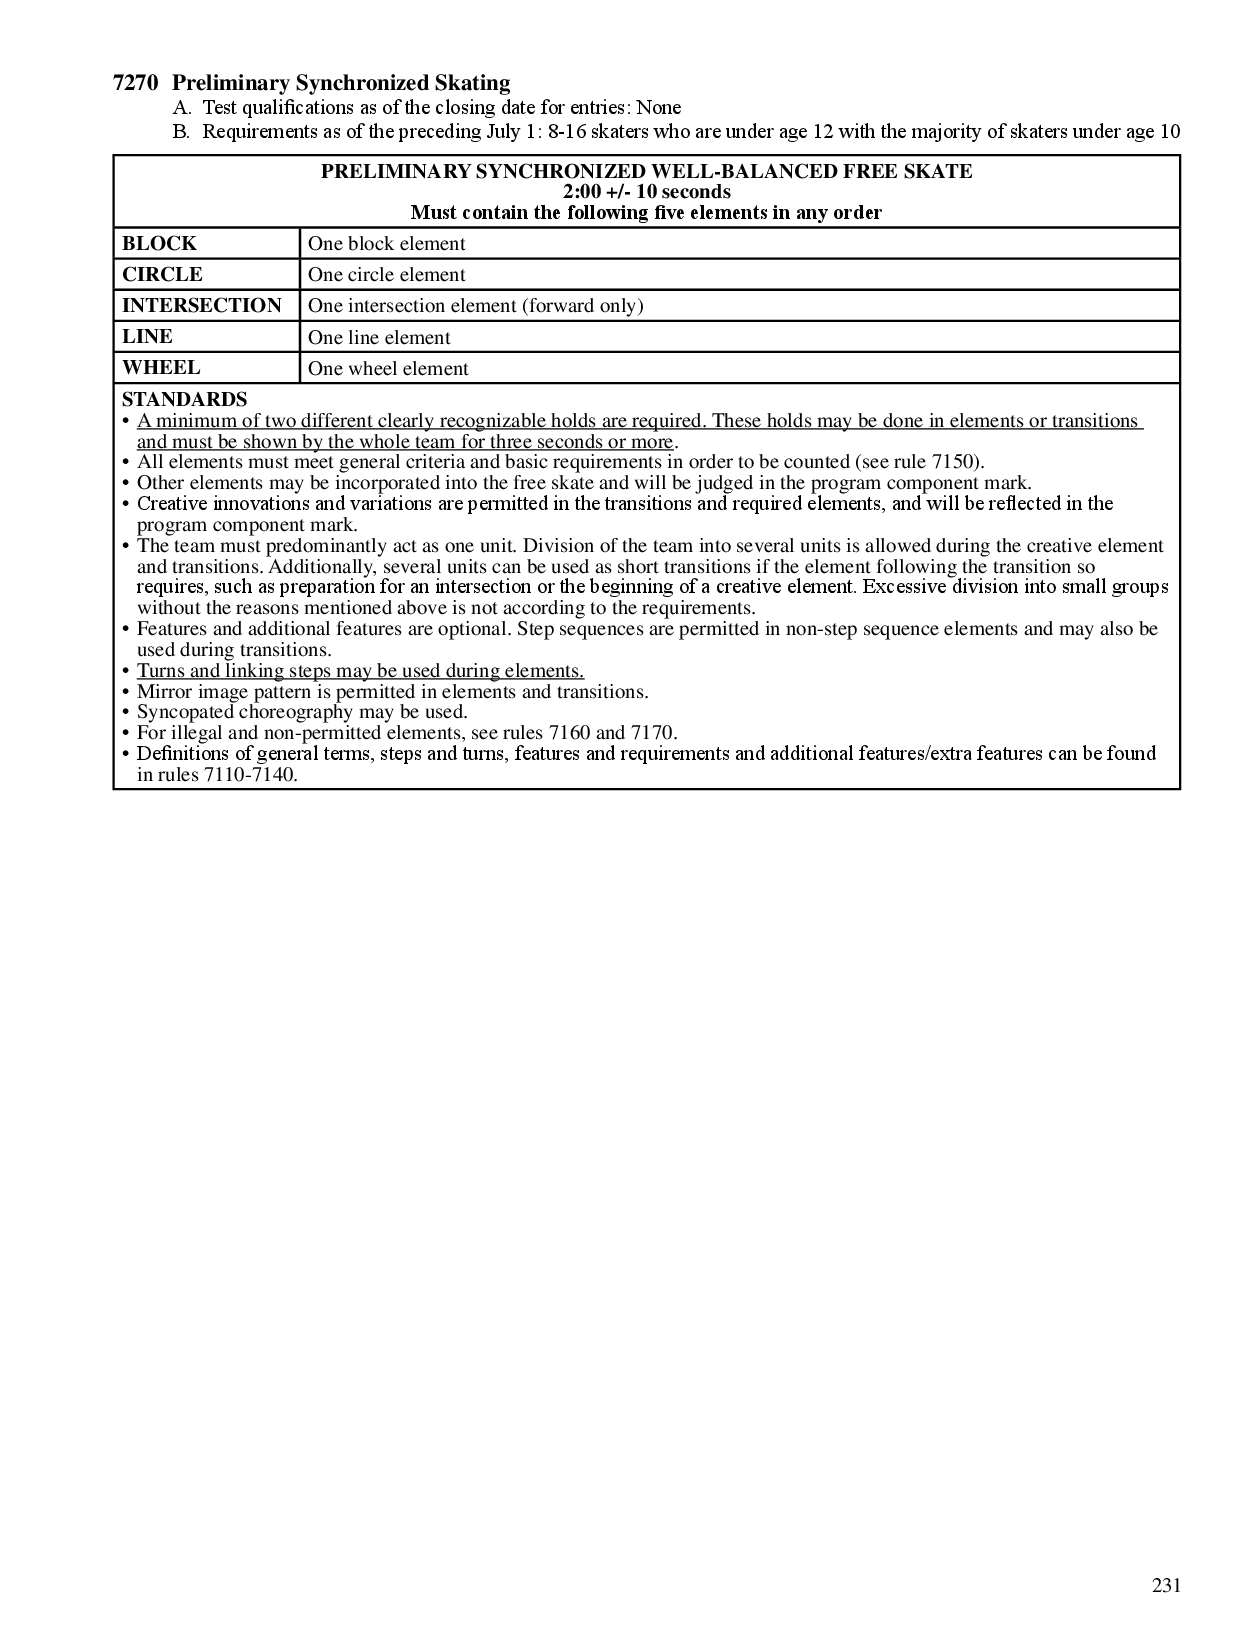 7270 Preliminary Synchronized Skating
A. Test qualifications as of the closing date for entries: None
B. Requirements as of the preceding July 1: 8-16 skaters who are under age 12 with the majority of skaters under age 10
PRELIMINARY SYNCHRONIZED WELL-BALANCED FREE SKATE
2:00 +/- 10 seconds
Must contain the following five elements in any order
BLOCK One block element
CIRCLE One circle element
INTERSECTION One intersection element (forward only)
LINE One line element
WHEEL One wheel element
STANDARDS
• A minimum of two different clearly recognizable holds are required. These holds may be done in elements or transitions
and must be shown by the whole team for three seconds or more.
• All elements must meet general criteria and basic requirements in order to be counted (see rule 7150).
• Other elements may be incorporated into the free skate and will be judged in the program component mark.
• Creative innovations and variations are permitted in the transitions and required elements, and will be reflected in the
program component mark.
• The team must predominantly act as one unit. Division of the team into several units is allowed during the creative element
and transitions. Additionally, several units can be used as short transitions if the element following the transition so
requires, such as preparation for an intersection or the beginning of a creative element. Excessive division into small groups
without the reasons mentioned above is not according to the requirements.
• Features and additional features are optional. Step sequences are permitted in non-step sequence elements and may also be
used during transitions.
• Turns and linking steps may be used during elements.
• Mirror image pattern is permitted in elements and transitions.
• Syncopated choreography may be used.
• For illegal and non-permitted elements, see rules 7160 and 7170.
• Definitions of general terms, steps and turns, features and requirements and additional features/extra features can be found
in rules 7110-7140.
231